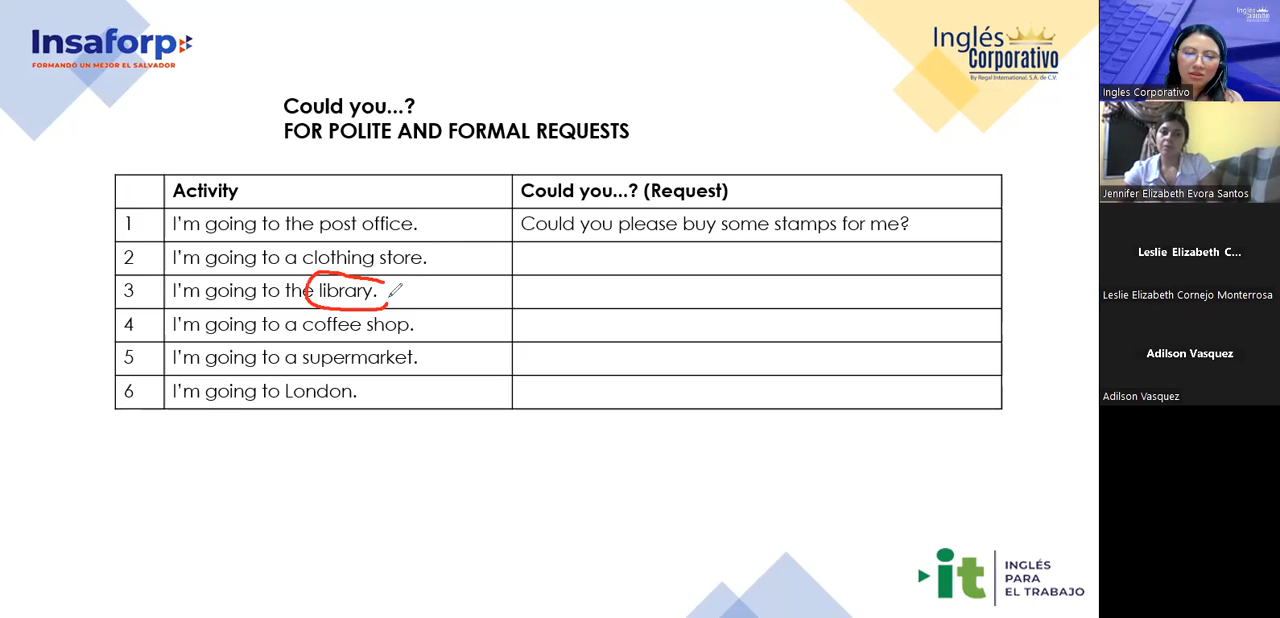 Insaforp
FORMANDO UN MEJOR EL SALVADOR
Inglés
Corporativo
By Regal International, S.A. de C.V.
Could you...?
FOR POLITE AND FORMAL REQUESTS
Activity Could you...? (Request)
1 I'm going to the post office. Could you please buy some stamps for me?
2 I'm going to a clothing store.
3 I'm going to the library.
4 I'm going to a coffee shop.
5 I'm going to a supermarket.
6 I'm going to London.
it
INGLÉS
PARA
EL TRABAJO
Ingles Corporativo
Jennifer Elizabeth Evora Santos
Leslie Elizabeth C...
Leslie Elizabeth Cornejo Monterrosa
Adilson Vasquez
Adilson Vasquez